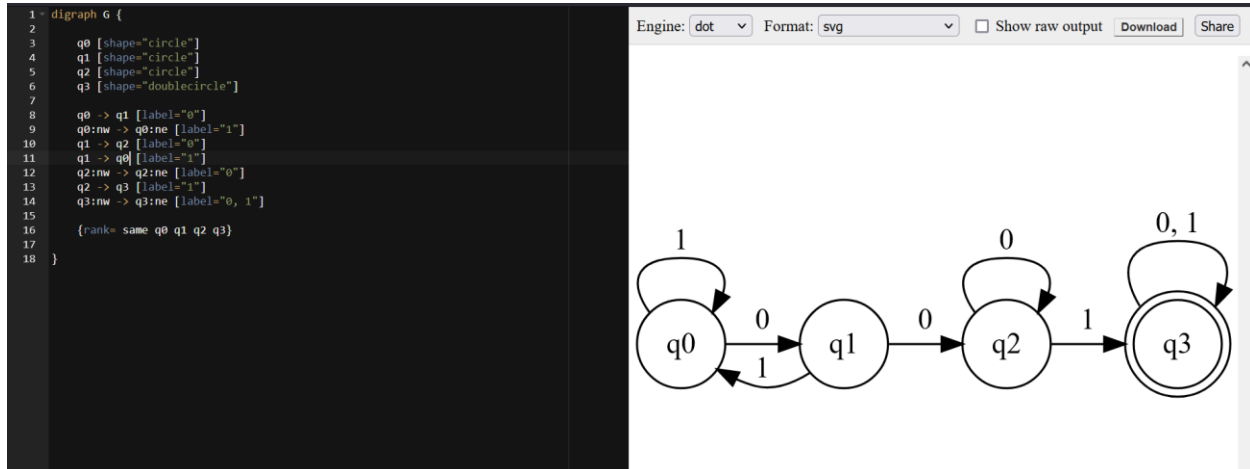 1 digraph G {
2
3 q0 [shape="circle"]
4 q1 [shape="circle"]
5 q2 [shape="circle"]
6 q3 [shape="doublecircle"]
7
8 q0 -> q1 [label="0"]
9 q0:nw -> q0:ne [label="1"]
10 q1 -> q2 [label="0"]
11 q1 -> q0 [label="1"]
12 q2:nw -> q2:ne [label="0"]
13 q2 -> q3 [label="1"]
14 q3:nw -> q3:ne [label="0, 1"]
15
16 {rank= same q0 q1 q2 q3}
17
18 }
Engine: dot Format: svg Show raw output Download Share
1 0 0, 1
0 0 1
q0 q1 q2 q3
1